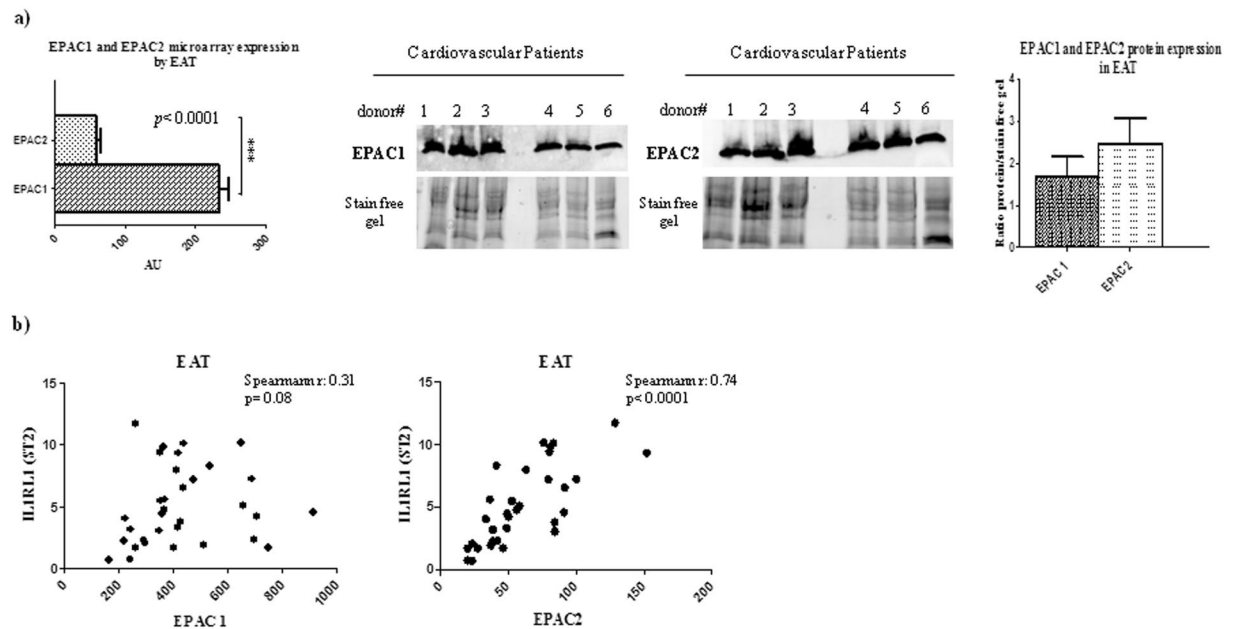 a)
EPAC1 and EPAC2 microarray expression
by EAT
EPAC2
EPAC1
p< 0.0001
***
0
100
200
300
AU
Cardiovascular Patients
donor#
1 2 3 4 5 6
EPAC1
Stain free
gel
Cardiovascular Patients
donor#
1 2 3 4 5 6
EPAC2
Stain free
gel
EPAC1 and EPAC2 protein expression
in EAT
Ratio protein/stain free gel
4
3
2
1
0
EPAC1
EPAC2
b)
EAT
Spearmann r: 0.31
p= 0.08
IL1RL1 (ST2)
15
10
5
0
0
200
400
600
800
1000
EPAC1
EAT
Spearmann r: 0.74
p< 0.0001
IL1RL1 (ST2)
15
10
5
0
0
50
100
150
200
EPAC2